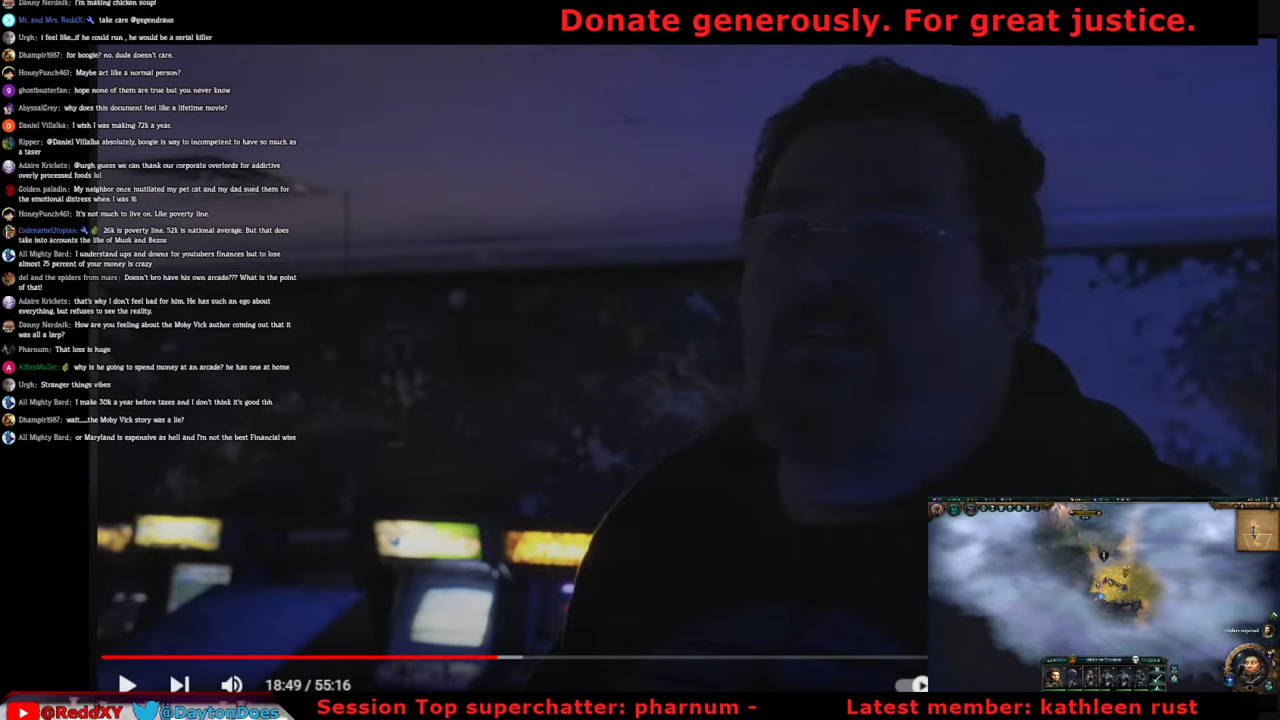 Danny Nerdnik: I'm making chicken soup!
Mr. and Mrs. ReddX: take care @gegendraus
Urgh: i feel like..if he could run , he would be a serial killer
Dhampir1987: for boogie? no. dude doesn't care.
HoneyPunch461: Maybe act like a normal person?
ghostbusterfan: hope none of them are true but you never know
AbyssalGrey: why does this document feel like a lifetime movie?
Daniel Villalba: I wish I was making 72k a year.
Kipper: @Daniel Villalba absolutely, boogie is way to incompetent to have so much as
a taser
Adaire Krickets: @urgh guess we can thank our corporate overlords for addictive
overly processed foods lol
Golden paladin: My neighbor once mutilated my pet cat and my dad sued them for
the emotional distress when I was 16
HoneyPunch461: It's not much to live on. Like poverty line.
CodenameUtopian: 26k is poverty line. 52k is national average. But that does
take into accounts the like of Musk and Bezos
All Mighty Bard: I understand ups and downs for youtubers finances but to lose
almost 75 percent of your money is crazy
del and the spiders from mars: Doesn't bro have his own arcade??? What is the point
of that!
Adaire Krickets: that's why I don't feel bad for him. He has such an ego about
everything, but refuses to see the reality.
Danny Nerdnik: How are you feeling about the Moby Vick author coming out that it
was all a larp?
Pharnum: That loss is huge
AlfiesMullet: why is he going to spend money at an arcade? he has one at home
Urgh: Stranger things vibes
All Mighty Bard: I make 30k a year before taxes and I don't think it's good tbh
Dhampir1987: wait.....the Moby Vick story was a lie?
All Mighty Bard: or Maryland is expensive as hell and I'm not the best Financial wise
Donate generously. For great justice.
18:49 / 55:16
Orders required
@ReddXY
@DaytonDoes
Session Top superchatter: pharnum -
Latest member: kathleen rust